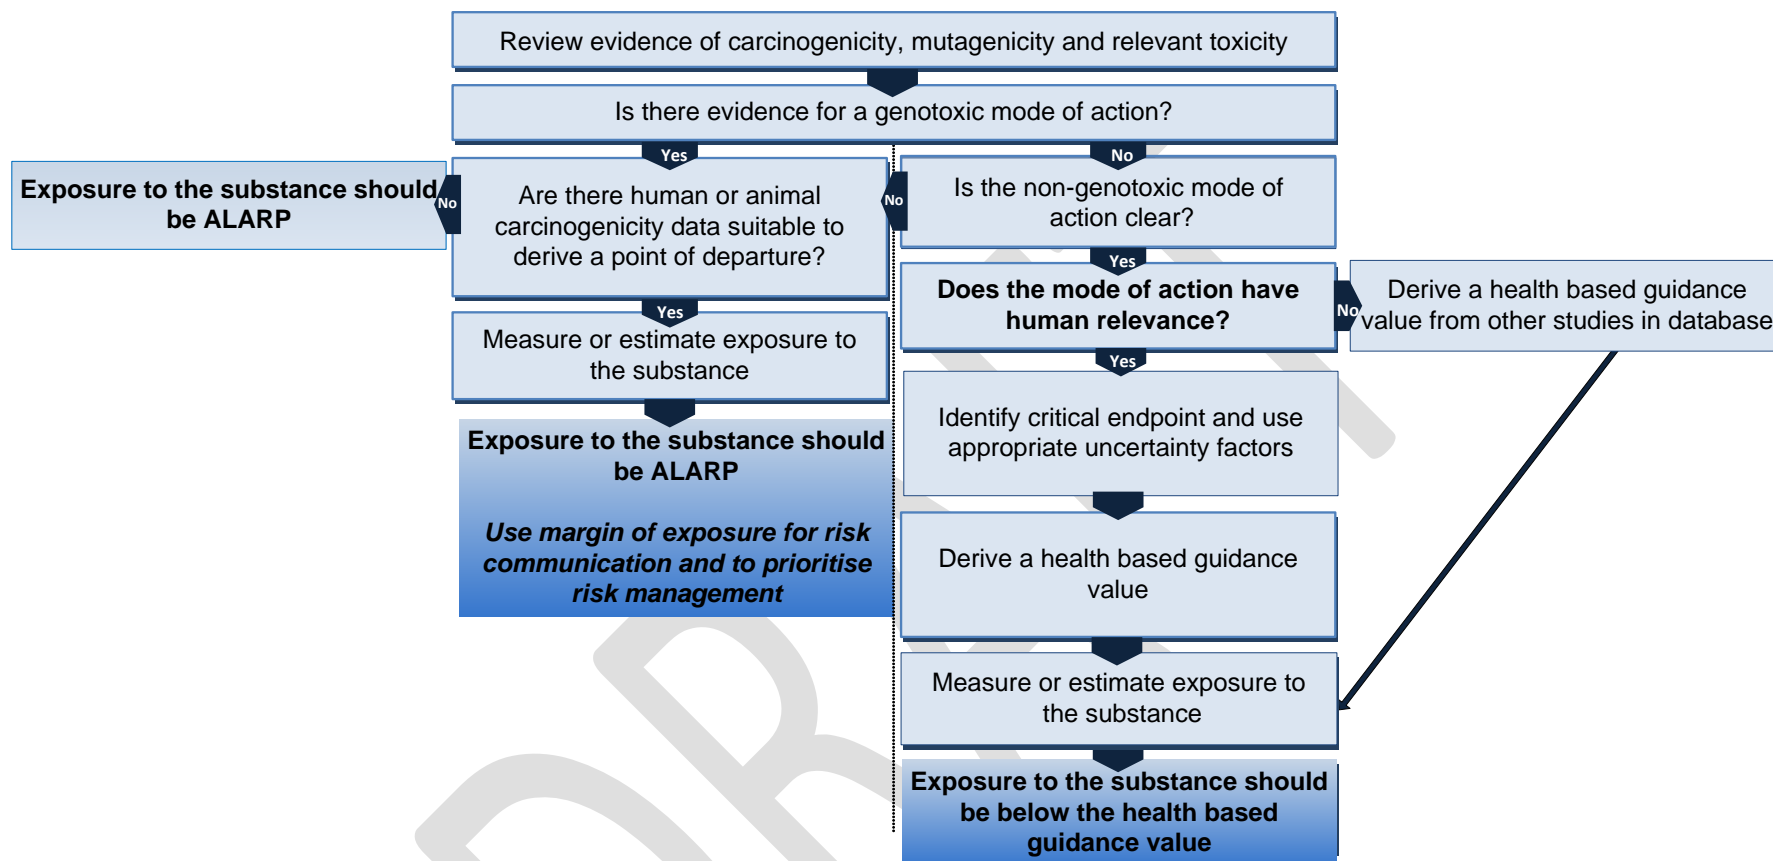 Review evidence of carcinogenicity, mutagenicity and relevant toxicity
Is there evidence for a genotoxic mode of action?
Yes
No
Exposure to the substance should
be ALARP
No
Are there human or animal
carcinogenicity data suitable to
derive a point of departure?
No
Is the non-genotoxic mode of
action clear?
Yes
Yes
Does the mode of action have
human relevance?
No
Derive a health based guidance
value from other studies in database
Measure or estimate exposure to
the substance
Yes
Identify critical endpoint and use
appropriate uncertainty factors
Exposure to the substance should
be ALARP
Use margin of exposure for risk
communication and to prioritise
risk management
Derive a health based guidance
value
Measure or estimate exposure to
the substance
Exposure to the substance should
be below the health based
guidance value
DRAFT